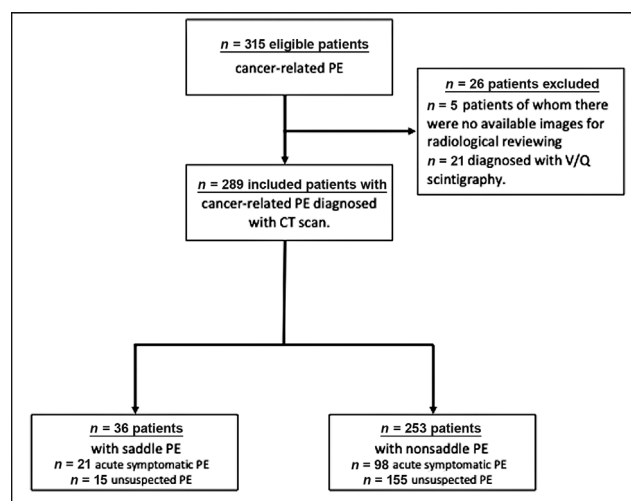 n = 315 eligible patients
cancer-related PE
n = 26 patients excluded
n = 5 patients of whom there
were no available images for
radiological reviewing
n = 21 diagnosed with V/Q
scintigraphy.
n = 289 included patients with
cancer-related PE diagnosed
with CT scan.
n = 36 patients
with saddle PE
n = 21 acute symptomatic PE
n = 15 unsuspected PE
n = 253 patients
with nonsaddle PE
n = 98 acute symptomatic PE
n = 155 unsuspected PE